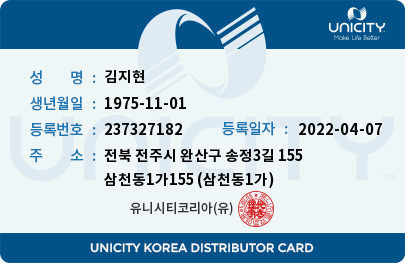 UNICITY
Make Life Better
성 명 : 김지현
생년월일 : 1975-11-01
등록번호 : 237327182 등록일자 : 2022-04-07
주 소 : 전북 전주시 완산구 송정3길 155
삼천동1가155 (삼천동1가)
UNICITY
유니시티코리아(유)
UNICITY KOREA DISTRIBUTOR CARD